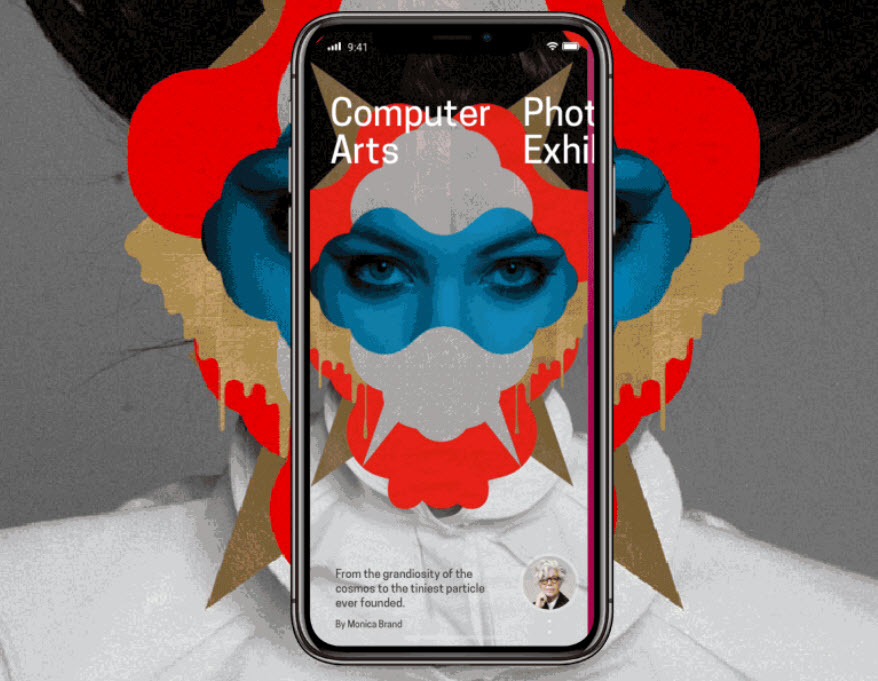 9:41
Computer
Arts
Phot
Exhil
From the grandiosity of the
cosmos to the tiniest particle
ever founded.
By Monica Brand